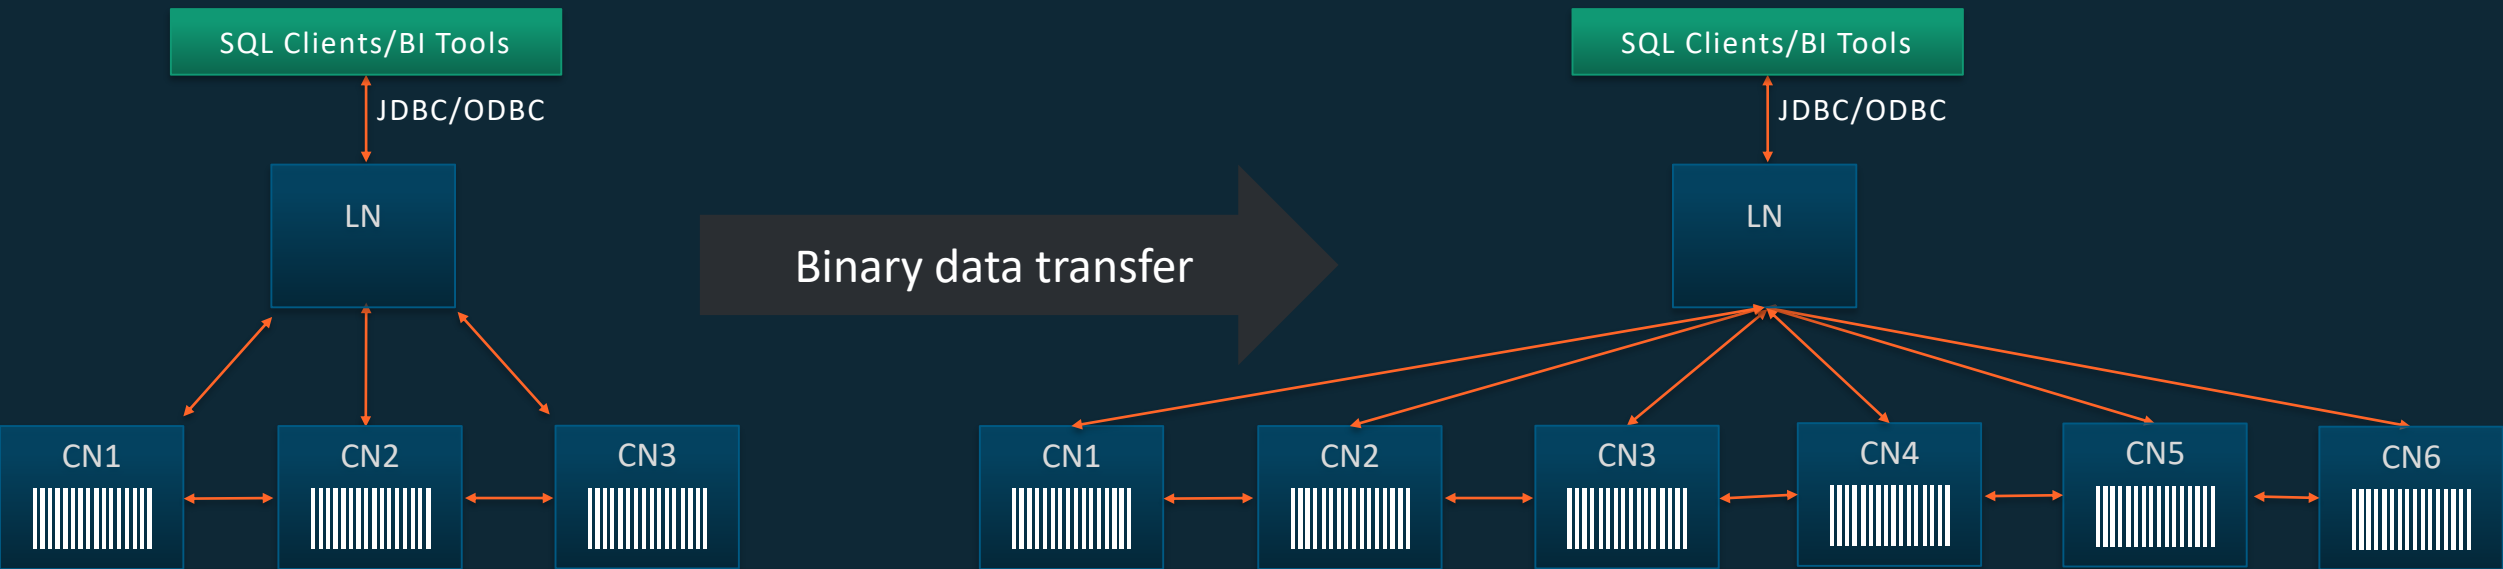 SQL Clients/BI Tools
JDBC/ODBC
LN
CN1
CN2
CN3
Binary data transfer
SQL Clients/BI Tools
JDBC/ODBC
LN
CN1
CN2
CN3
CN4
CN5
CN6